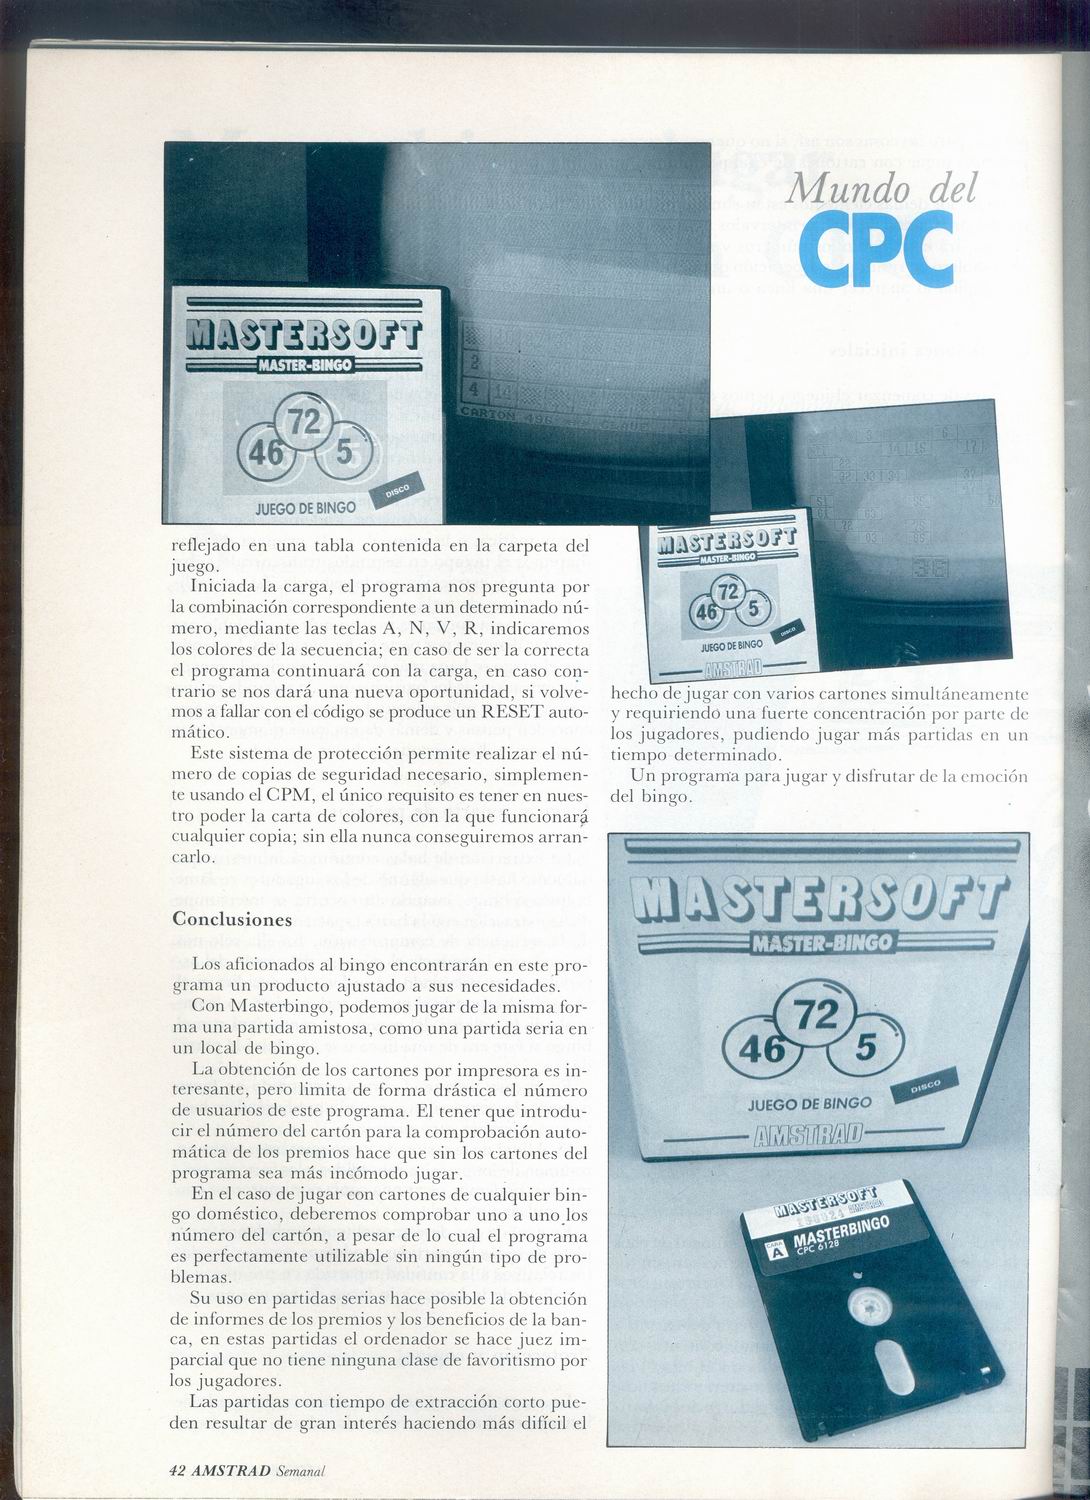 Mundo del
CPC
MASTERSOFT
MASTER-BINGO
72
46
5
DISCO
JUEGO DE BINGO
2
4
CARTON
MASTERSOFT
MASTER-BINGO
72
46
5
DISCO
JUEGO DE BINGO
AMSTRAD
reflejado en una tabla contenida en la carpeta del
juego.
Iniciada la carga, el programa nos pregunta por
la combinación correspondiente a un determinado nú-
mero, mediante las teclas A, N, V, R, indicaremos
los colores de la secuencia; en caso de ser la correcta
el programa continuará con la carga, en caso con-
trario se nos dará una nueva oportunidad, si volve-
mos a fallar con el código se produce un RESET auto-
mático.
Este sistema de protección permite realizar el nú-
mero de copias de seguridad necesario, simplemen-
te usando el CPM, el único requisito es tener en nues-
tro poder la carta de colores, con la que funcionará
cualquier copia; sin ella nunca conseguiremos arran-
carlo.
Conclusiones
Los aficionados al bingo encontrarán en este pro-
grama un producto ajustado a sus necesidades.
Con Masterbingo, podemos jugar de la misma for-
ma una partida amistosa, como una partida seria en
un local de bingo.
La obtención de los cartones por impresora es in-
teresante, pero limita de forma drástica el número
de usuarios de este programa. El tener que introdu-
cir el número del cartón para la comprobación auto-
mática de los premios hace que sin los cartones del
programa sea más incómodo jugar.
En el caso de jugar con cartones de cualquier bin-
go doméstico, deberemos comprobar uno a uno los
número del cartón, a pesar de lo cual el programa
es perfectamente utilizable sin ningún tipo de pro-
blemas.
Su uso en partidas serias hace posible la obtención
de informes de los premios y los beneficios de la ban-
ca, en estas partidas el ordenador se hace juez im-
parcial que no tiene ninguna clase de favoritismo por
los jugadores.
Las partidas con tiempo de extracción corto pue-
den resultar de gran interés haciendo más difícil el
hecho de jugar con varios cartones simultáneamente
y requiriendo una fuerte concentración por parte de
los jugadores, pudiendo jugar más partidas en un
tiempo determinado.
Un programa para jugar y disfrutar de la emoción
del bingo.
MASTERSOFT
MASTER-BINGO
72
46
5
DISCO
JUEGO DE BINGO
AMSTRAD
MASTERSOFT
AMSTRAD
CARA
A
MASTERBINGO
CPC 6128
42 AMSTRAD Semanal